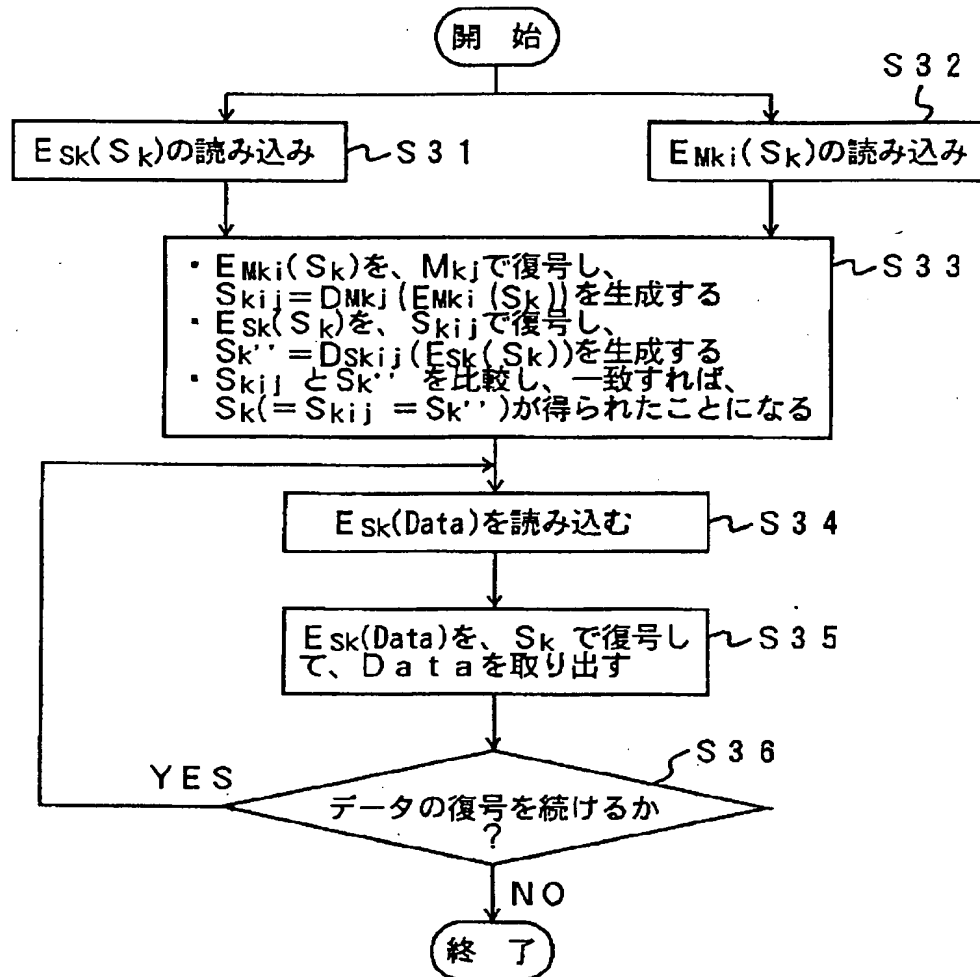 開 始
S32
ESk(Sk)の読み込み
S31
EMki(Sk)の読み込み
・EMki(Sk)を、Mkjで復号し、
Skij=DMkj(EMki(Sk))を生成する
・ESk(Sk)を、Skijで復号し、
Sk''=DSkij(ESk(Sk))を生成する
・SkijとSk''を比較し、一致すれば、
Sk(=Skij=Sk'')が得られたことになる
S33
ESk(Data)を読み込む
S34
ESk(Data)を、Skで復号し
て、Dataを取り出す
S35
S36
YES
データの復号を続けるか
?
NO
終 了